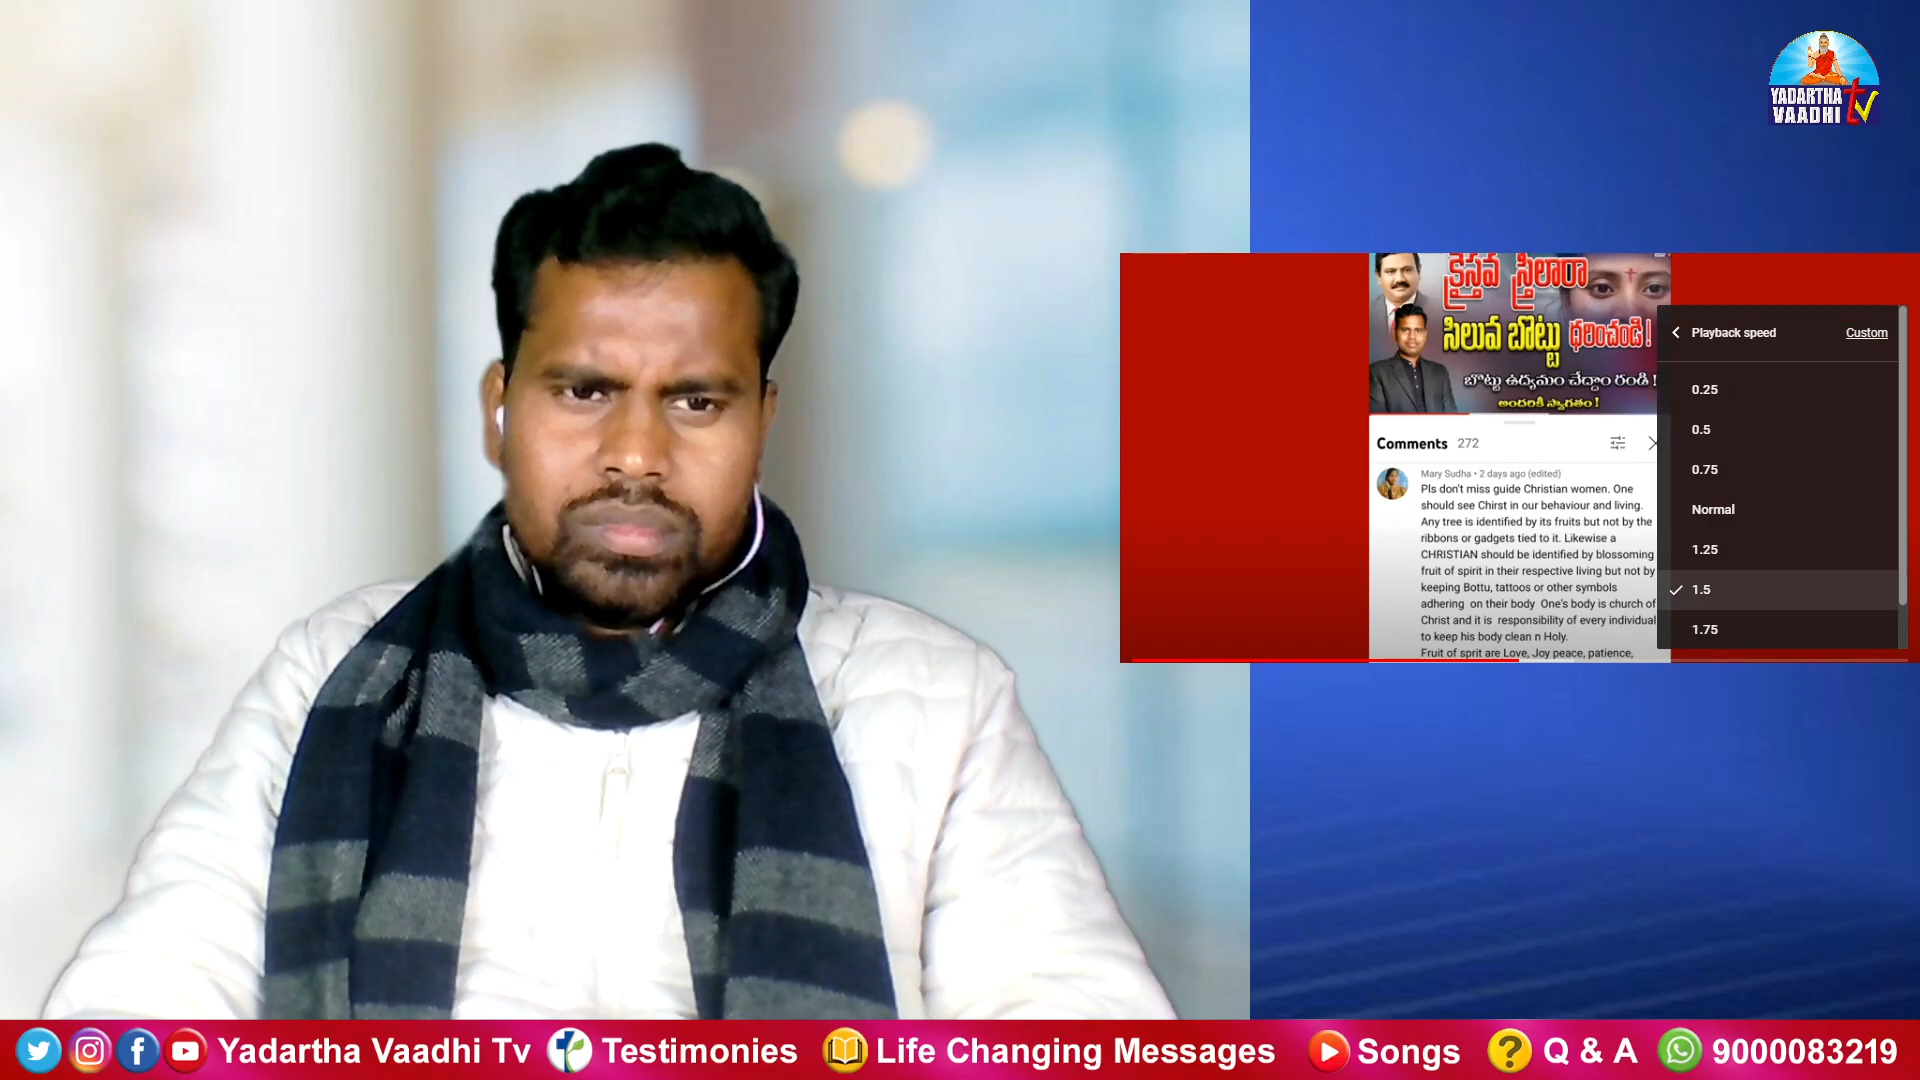 YADARTHA
VAADHI tv
క్రైస్తవ స్త్రీలారా
సిలువ బొట్టు ధరించండి!
బొట్టు ఉద్యమం చేద్దాం రండి !
అందరికీ స్వాగతం !
Comments 272
Mary Sudha • 2 days ago (edited)
Pls don't miss guide Christian women. One
should see Chirst in our behaviour and living.
Any tree is identified by its fruits but not by the
ribbons or gadgets tied to it. Likewise a
CHRISTIAN should be identified by blossoming
fruit of spirit in their respective living but not by
keeping Bottu, tattoos or other symbols
adhering on their body One's body is church of
Christ and it is responsibility of every individual
to keep his body clean n Holy.
Fruit of sprit are Love, Joy peace, patience,
Playback speed Custom
0.25
0.5
0.75
Normal
1.25
1.5
1.75
Yadartha Vaadhi Tv Testimonies Life Changing Messages Songs Q & A 9000083219